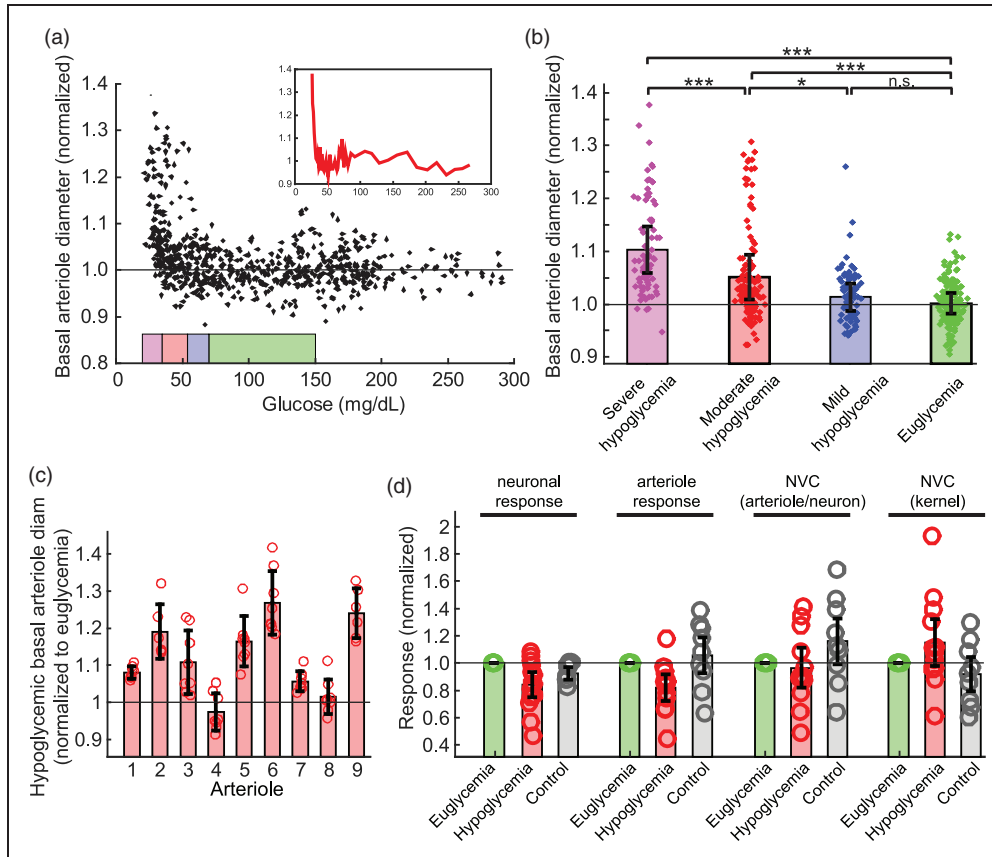 (a)
Basal arteriole diameter (normalized)
1.4
1.3
1.2
1.1
1.0
0.9
0.8
0
50
100
150
200
250
300
Glucose (mg/dL)
1.4
1.3
1.2
1.1
1
0.9
0
50
100
150
200
250
300
(b)
Basal arteriole diameter (normalized)
1.4
1.3
1.2
1.1
1.0
0.9
***
***
***
*
n.s.
Severe
hypoglycemia
Moderate
hypoglycemia
Mild
hypoglycemia
Euglycemia
(c)
Hypoglycemic basal arteriole diam
(normalized to euglycemia)
1.4
1.3
1.2
1.1
1
0.9
1 2 3 4 5 6 7 8 9
Arteriole
(d)
neuronal
response
arteriole
response
NVC
(arteriole/neuron)
NVC
(kernel)
Response (normalized)
2
1.8
1.6
1.4
1.2
1.0
0.8
0.6
0.4
Euglycemia
Hypoglycemia
Control
Euglycemia
Hypoglycemia
Control
Euglycemia
Hypoglycemia
Control
Euglycemia
Hypoglycemia
Control